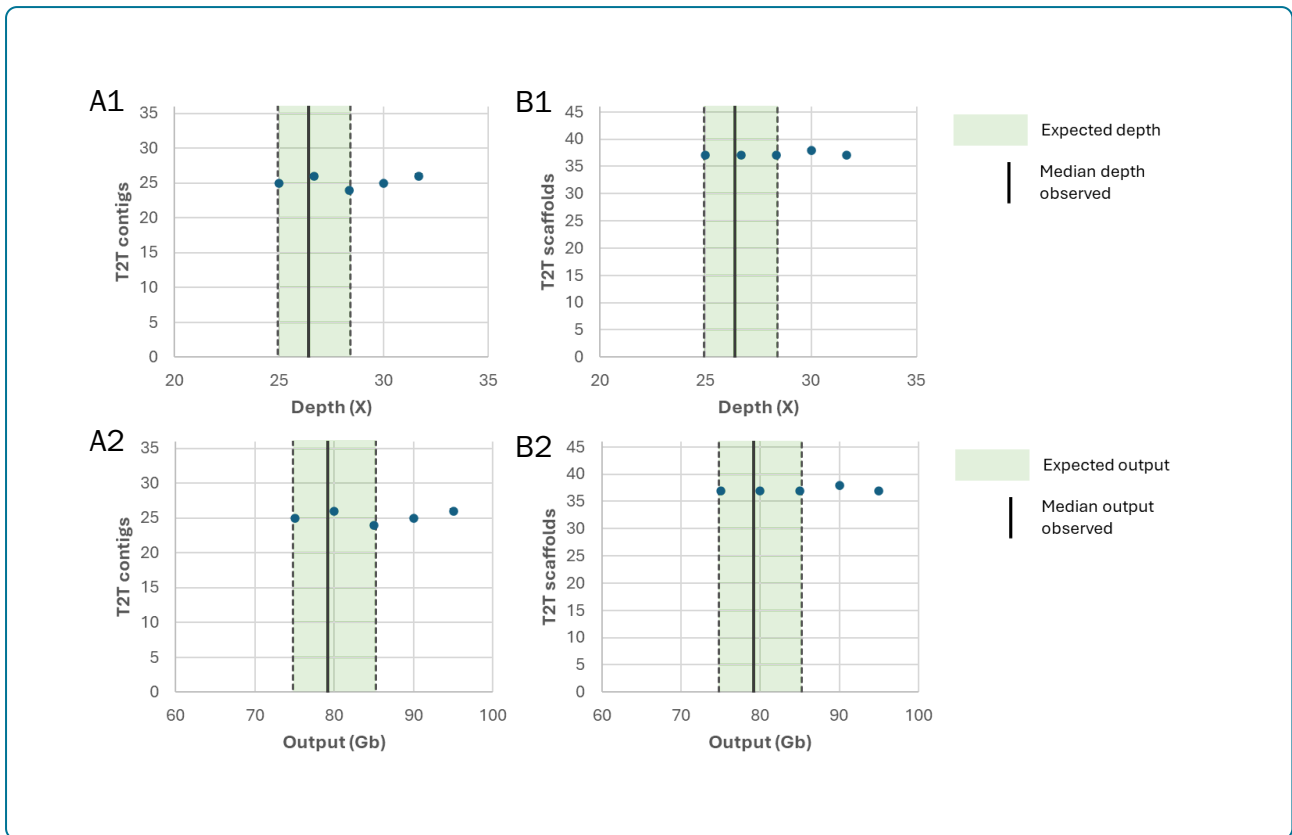 A1
35
30
25
20
15
10
5
0
T2T contigs
20 25 30 35
Depth (X)
B1
45
40
35
30
25
20
15
10
5
0
T2T scaffolds
20 25 30 35
Depth (X)
Expected depth
Median depth
observed
A2
35
30
25
20
15
10
5
0
T2T contigs
60 70 80 90 100
Output (Gb)
B2
45
40
35
30
25
20
15
10
5
0
T2T scaffolds
60 70 80 90 100
Output (Gb)
Expected output
Median output
observed